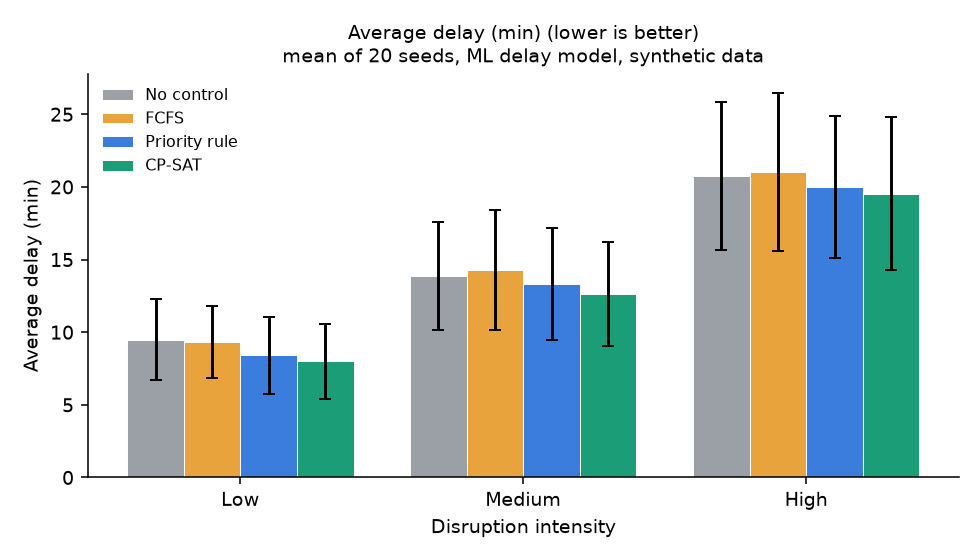 Average delay (min) (lower is better)
mean of 20 seeds, ML delay model, synthetic data
No control
FCFS
Priority rule
CP-SAT
Average delay (min)
25
20
15
10
5
0
Low
Medium
High
Disruption intensity